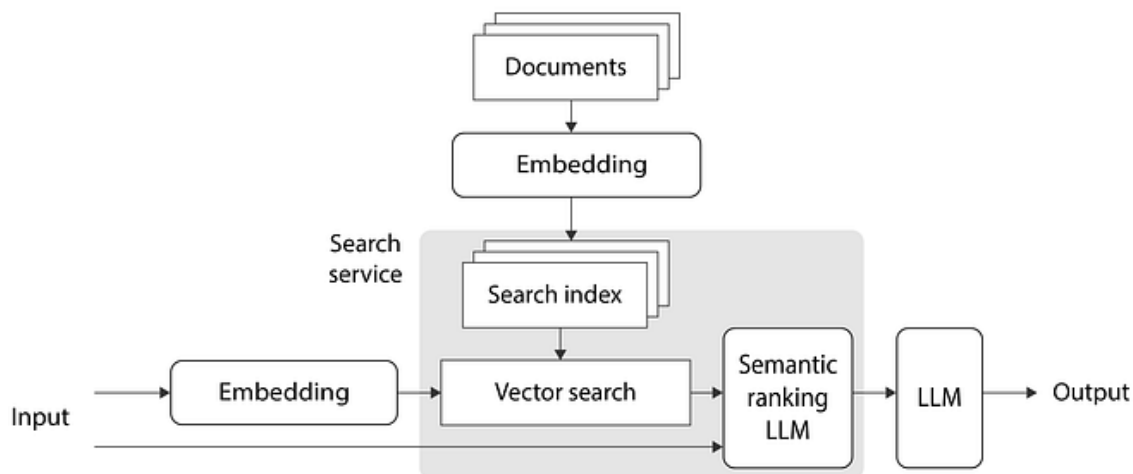 Documents
Embedding
Search
service
Search index
Embedding
Vector search
Semantic
ranking
LLM
LLM
Output
Input